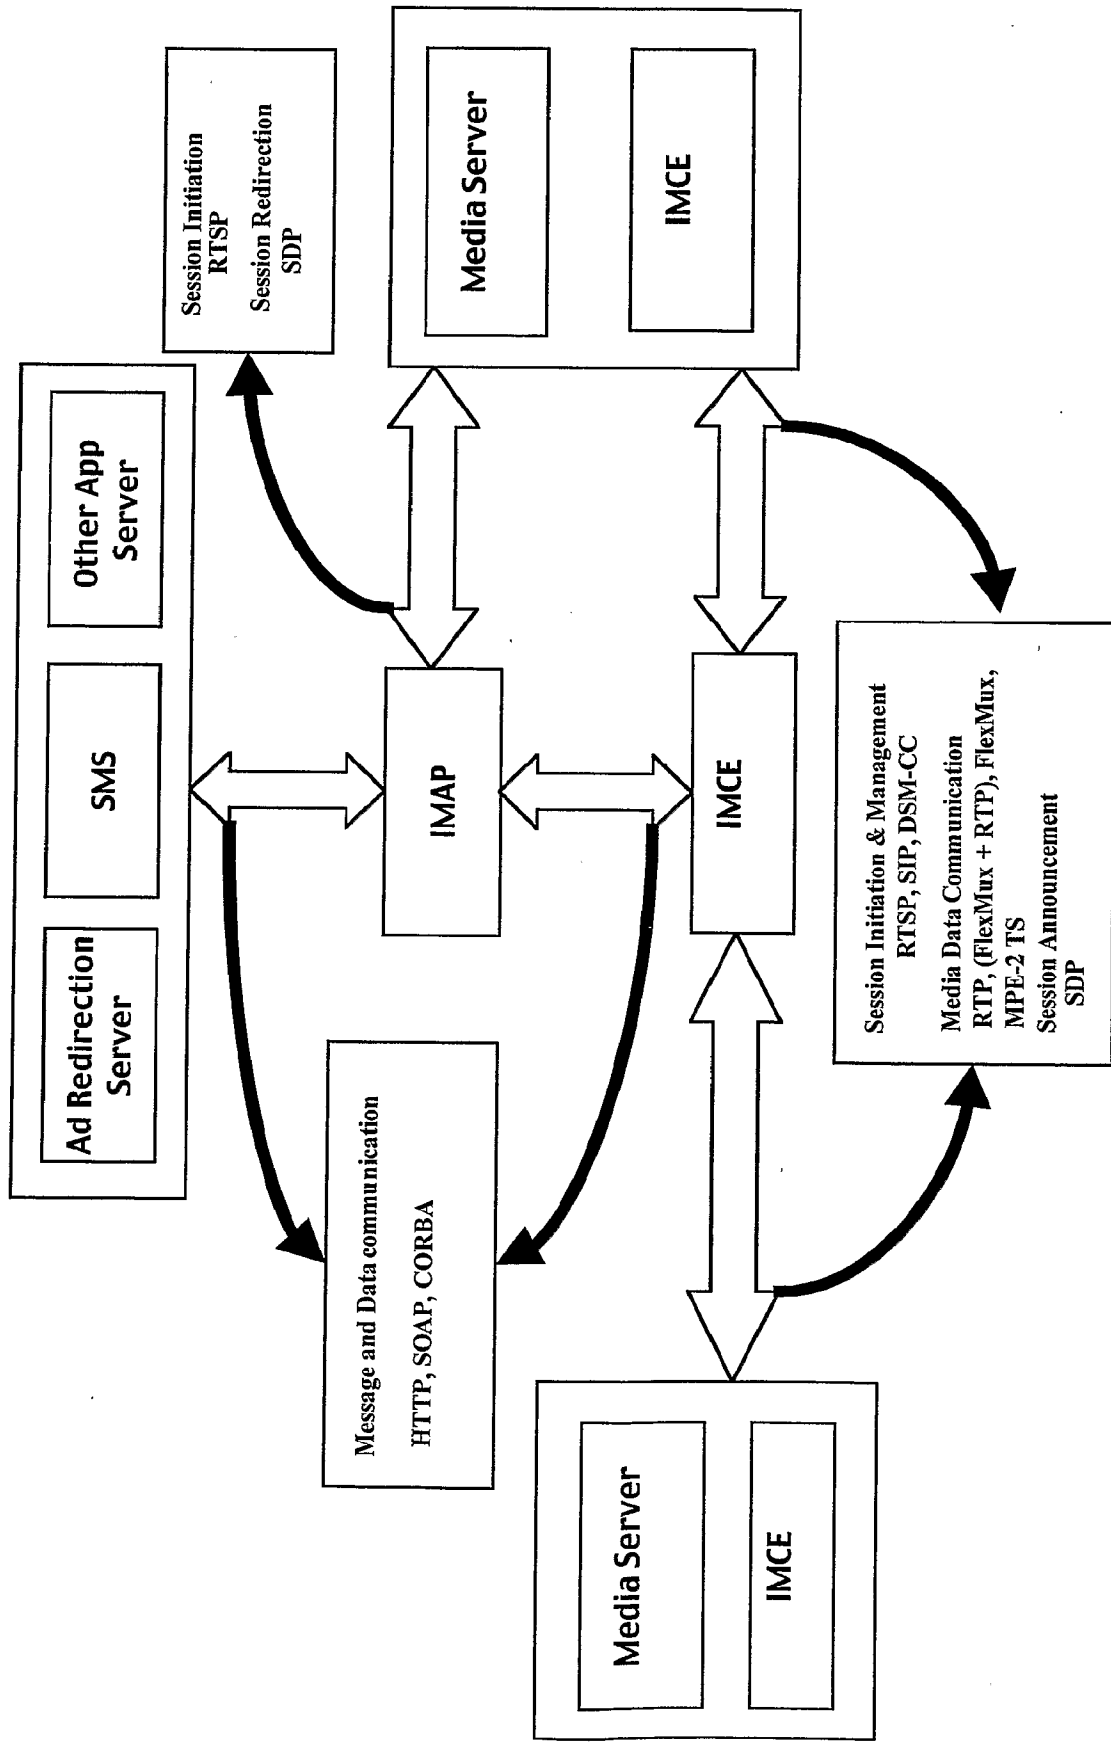 Ad Redirection
Server
SMS
Other App
Server
Session Initiation
RTSP
Session Redirection
SDP
Message and Data communication
HTTP, SOAP, CORBA
IMAP
Media Server
IMCE
Media Server
IMCE
IMCE
Session Initiation & Management
RTSP, SIP, DSM-CC
Media Data Communication
RTP, (FlexMux + RTP), FlexMux,
MPE-2 TS
Session Announcement
SDP